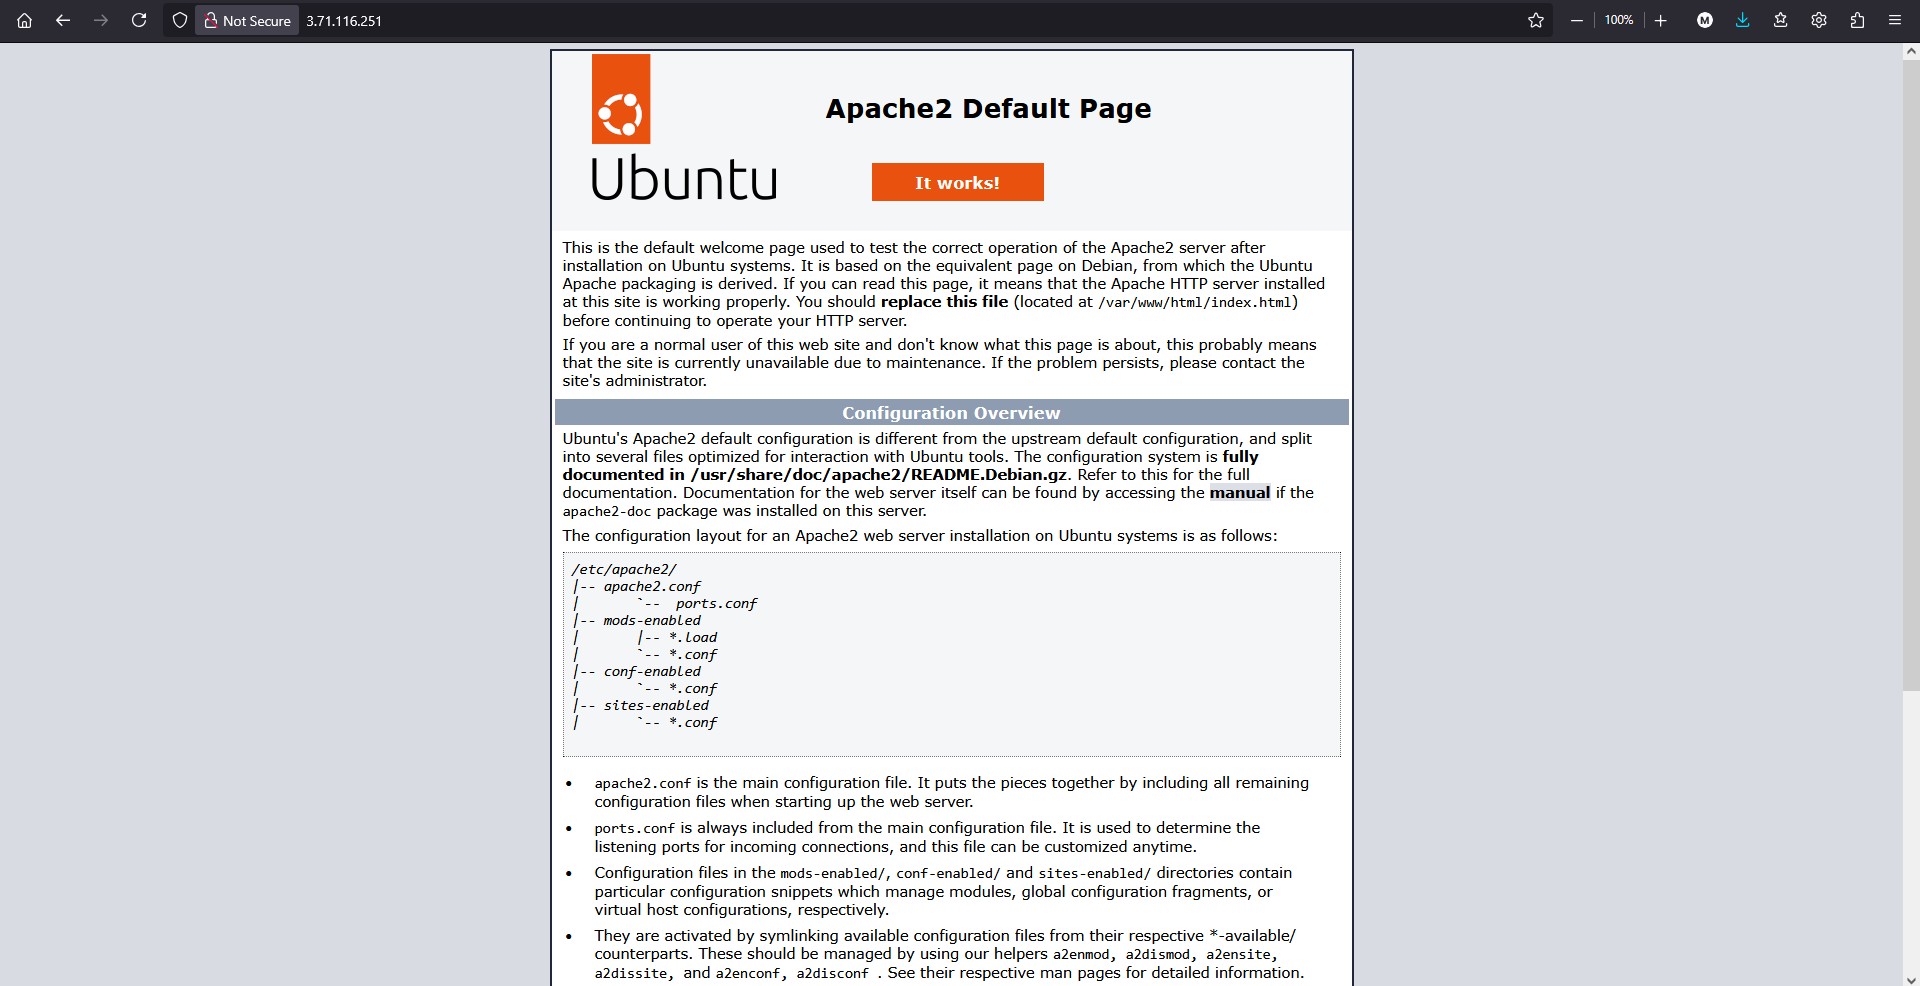 Not Secure 3.71.116.251 100% M
Apache2 Default Page
Ubuntu
It works!
This is the default welcome page used to test the correct operation of the Apache2 server after
installation on Ubuntu systems. It is based on the equivalent page on Debian, from which the Ubuntu
Apache packaging is derived. If you can read this page, it means that the Apache HTTP server installed
at this site is working properly. You should replace this file (located at /var/www/html/index.html)
before continuing to operate your HTTP server.
If you are a normal user of this web site and don't know what this page is about, this probably means
that the site is currently unavailable due to maintenance. If the problem persists, please contact the
site's administrator.
Configuration Overview
Ubuntu's Apache2 default configuration is different from the upstream default configuration, and split
into several files optimized for interaction with Ubuntu tools. The configuration system is fully
documented in /usr/share/doc/apache2/README.Debian.gz. Refer to this for the full
documentation. Documentation for the web server itself can be found by accessing the manual if the
apache2-doc package was installed on this server.
The configuration layout for an Apache2 web server installation on Ubuntu systems is as follows:
/etc/apache2/
|-- apache2.conf
|       `--  ports.conf
|-- mods-enabled
|       |-- *.load
|       `-- *.conf
|-- conf-enabled
|       `-- *.conf
|-- sites-enabled
|       `-- *.conf
• apache2.conf is the main configuration file. It puts the pieces together by including all remaining
configuration files when starting up the web server.
• ports.conf is always included from the main configuration file. It is used to determine the
listening ports for incoming connections, and this file can be customized anytime.
• Configuration files in the mods-enabled/, conf-enabled/ and sites-enabled/ directories contain
particular configuration snippets which manage modules, global configuration fragments, or
virtual host configurations, respectively.
• They are activated by symlinking available configuration files from their respective *-available/
counterparts. These should be managed by using our helpers a2enmod, a2dismod, a2ensite,
a2dissite, and a2enconf, a2disconf . See their respective man pages for detailed information.